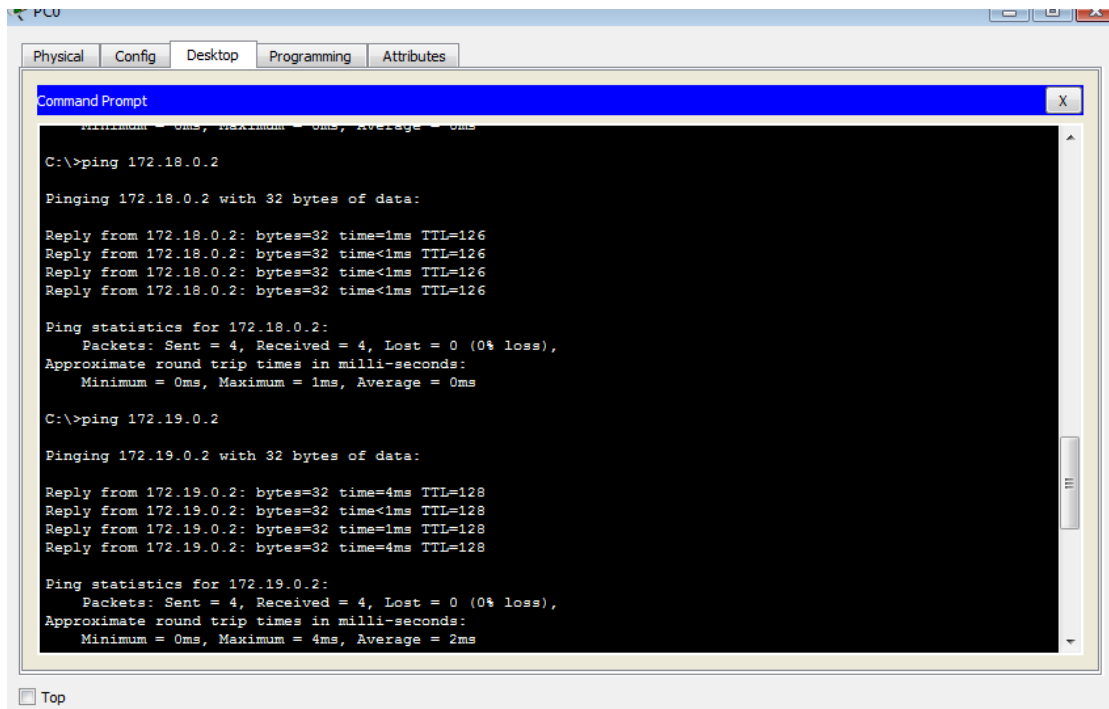 PC0
Physical Config Desktop Programming Attributes
Command Prompt X
Minimum = 0ms, Maximum = 0ms, Average = 0ms
C:\>ping 172.18.0.2
Pinging 172.18.0.2 with 32 bytes of data:
Reply from 172.18.0.2: bytes=32 time=1ms TTL=126
Reply from 172.18.0.2: bytes=32 time<1ms TTL=126
Reply from 172.18.0.2: bytes=32 time<1ms TTL=126
Reply from 172.18.0.2: bytes=32 time<1ms TTL=126
Ping statistics for 172.18.0.2:
Packets: Sent = 4, Received = 4, Lost = 0 (0% loss),
Approximate round trip times in milli-seconds:
Minimum = 0ms, Maximum = 1ms, Average = 0ms
C:\>ping 172.19.0.2
Pinging 172.19.0.2 with 32 bytes of data:
Reply from 172.19.0.2: bytes=32 time=4ms TTL=128
Reply from 172.19.0.2: bytes=32 time<1ms TTL=128
Reply from 172.19.0.2: bytes=32 time=1ms TTL=128
Reply from 172.19.0.2: bytes=32 time=4ms TTL=128
Ping statistics for 172.19.0.2:
Packets: Sent = 4, Received = 4, Lost = 0 (0% loss),
Approximate round trip times in milli-seconds:
Minimum = 0ms, Maximum = 4ms, Average = 2ms
Top